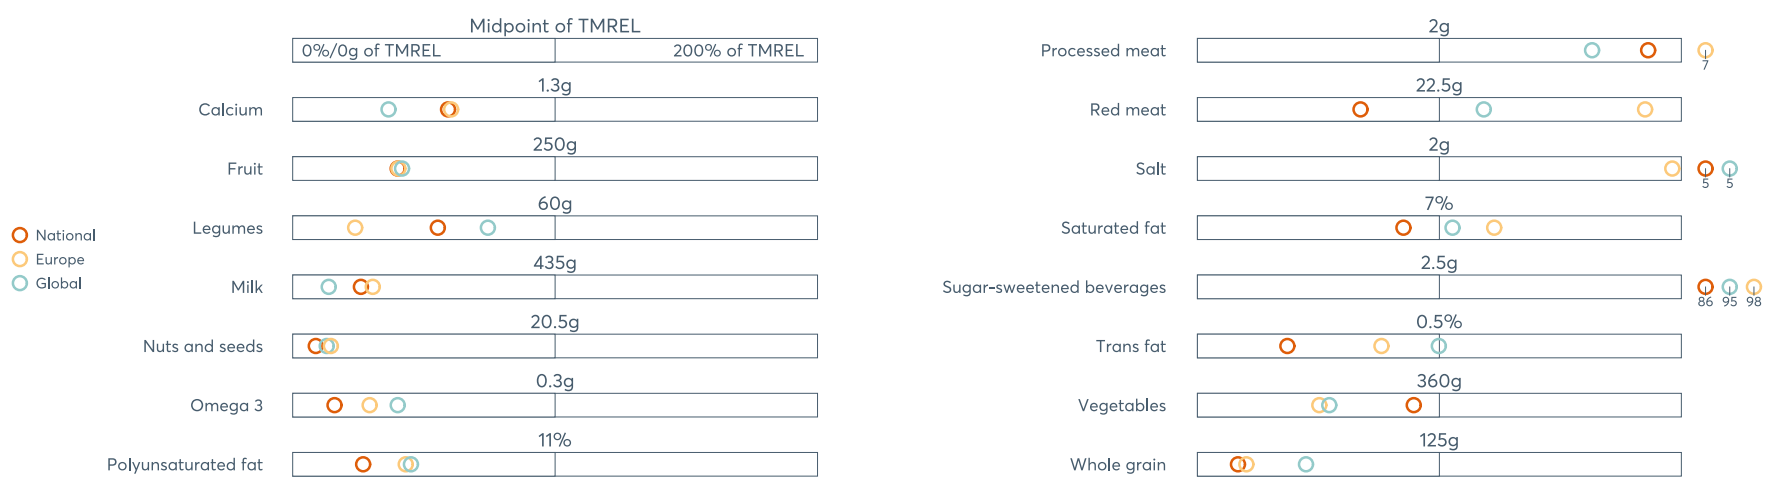 National
Europe
Global
Midpoint of TMREL
0%/0g of TMREL 200% of TMREL
1.3g
Calcium
250g
Fruit
60g
Legumes
435g
Milk
20.5g
Nuts and seeds
0.3g
Omega 3
11%
Polyunsaturated fat
2g
Processed meat
7
22.5g
Red meat
2g
Salt
5 5
7%
Saturated fat
2.5g
Sugar-sweetened beverages
86 95 98
0.5%
Trans fat
360g
Vegetables
125g
Whole grain